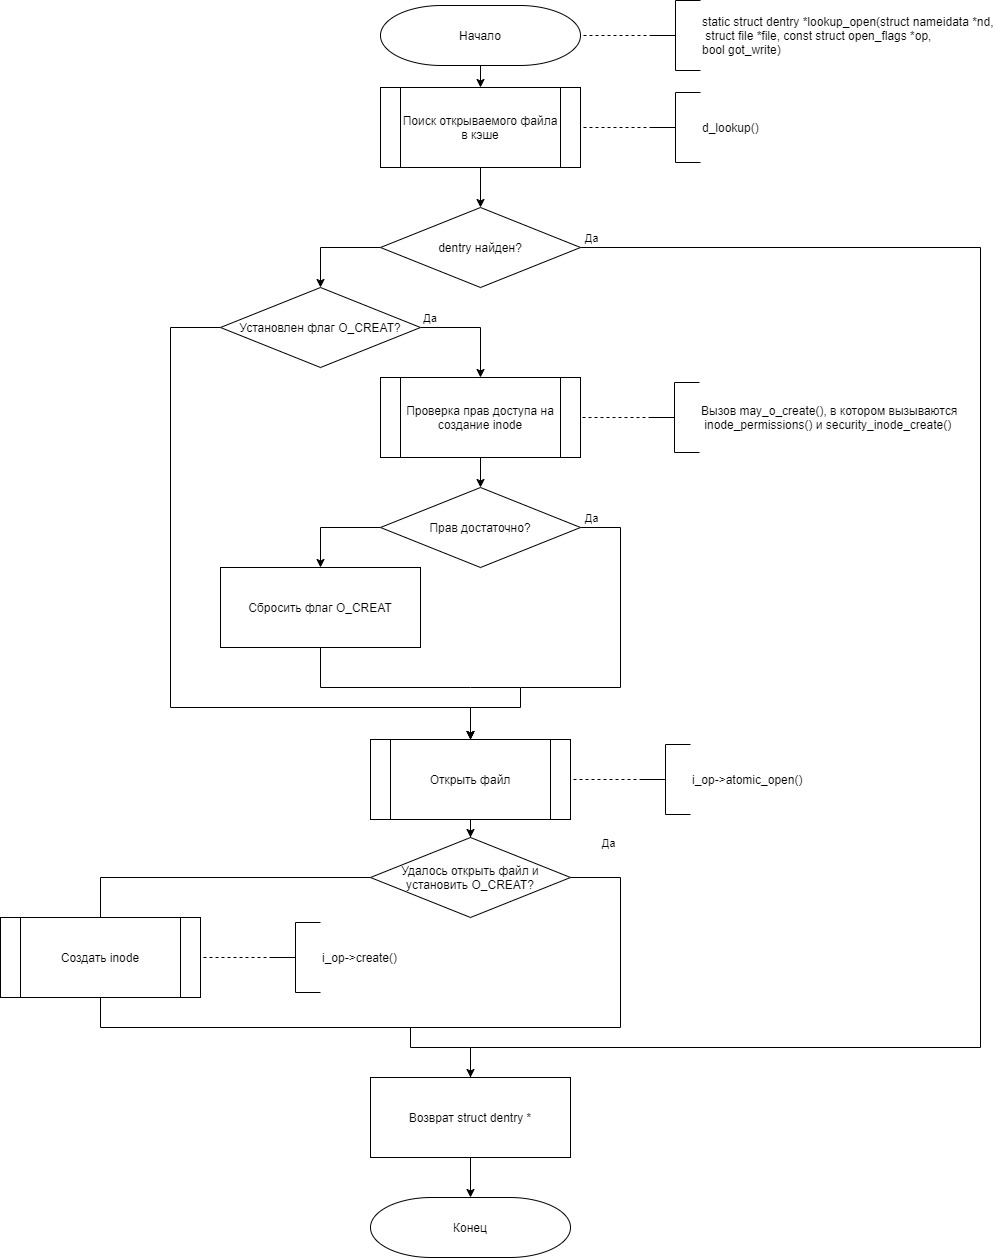 Начало
static struct dentry *lookup_open(struct nameidata *nd,
struct file *file, const struct open_flags *op,
bool got_write)
Поиск открываемого файла
в кэше
d_lookup()
dentry найден?
Да
Установлен флаг O_CREAT?
Да
Проверка прав доступа на
создание inode
Вызов may_o_create(), в котором вызываются
inode_permissions() и security_inode_create()
Прав достаточно?
Да
Сбросить флаг O_CREAT
Открыть файл
i_op->atomic_open()
Удалось открыть файл и
установить O_CREAT?
Да
Создать inode
i_op->create()
Возврат struct dentry *
Конец